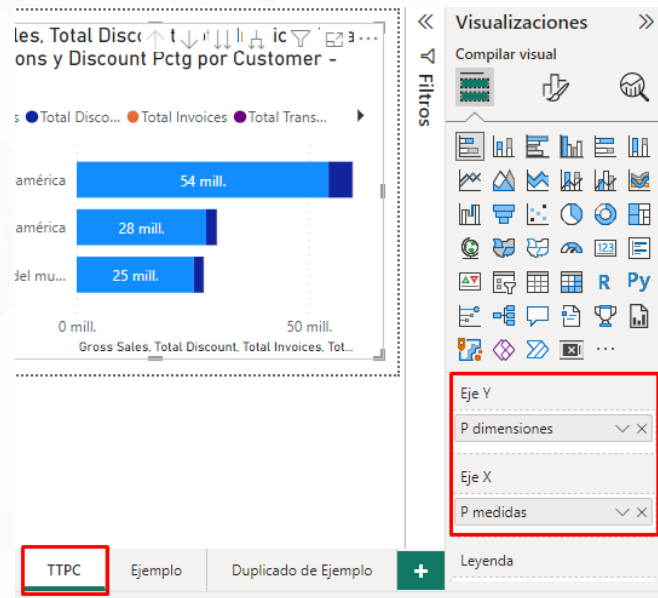 les, Total Disc
ons y Discount Pctg por Customer -
s Total Disco... Total Invoices Total Trans...
américa
54 mill.
américa
28 mill.
del mu...
25 mill.
0 mill.
50 mill.
Gross Sales, Total Discount, Total Invoices, Tot...
Filtros
Visualizaciones
Compilar visual
123
R
Py
Eje Y
P dimensiones
Eje X
P medidas
Leyenda
TTPC
Ejemplo
Duplicado de Ejemplo
+